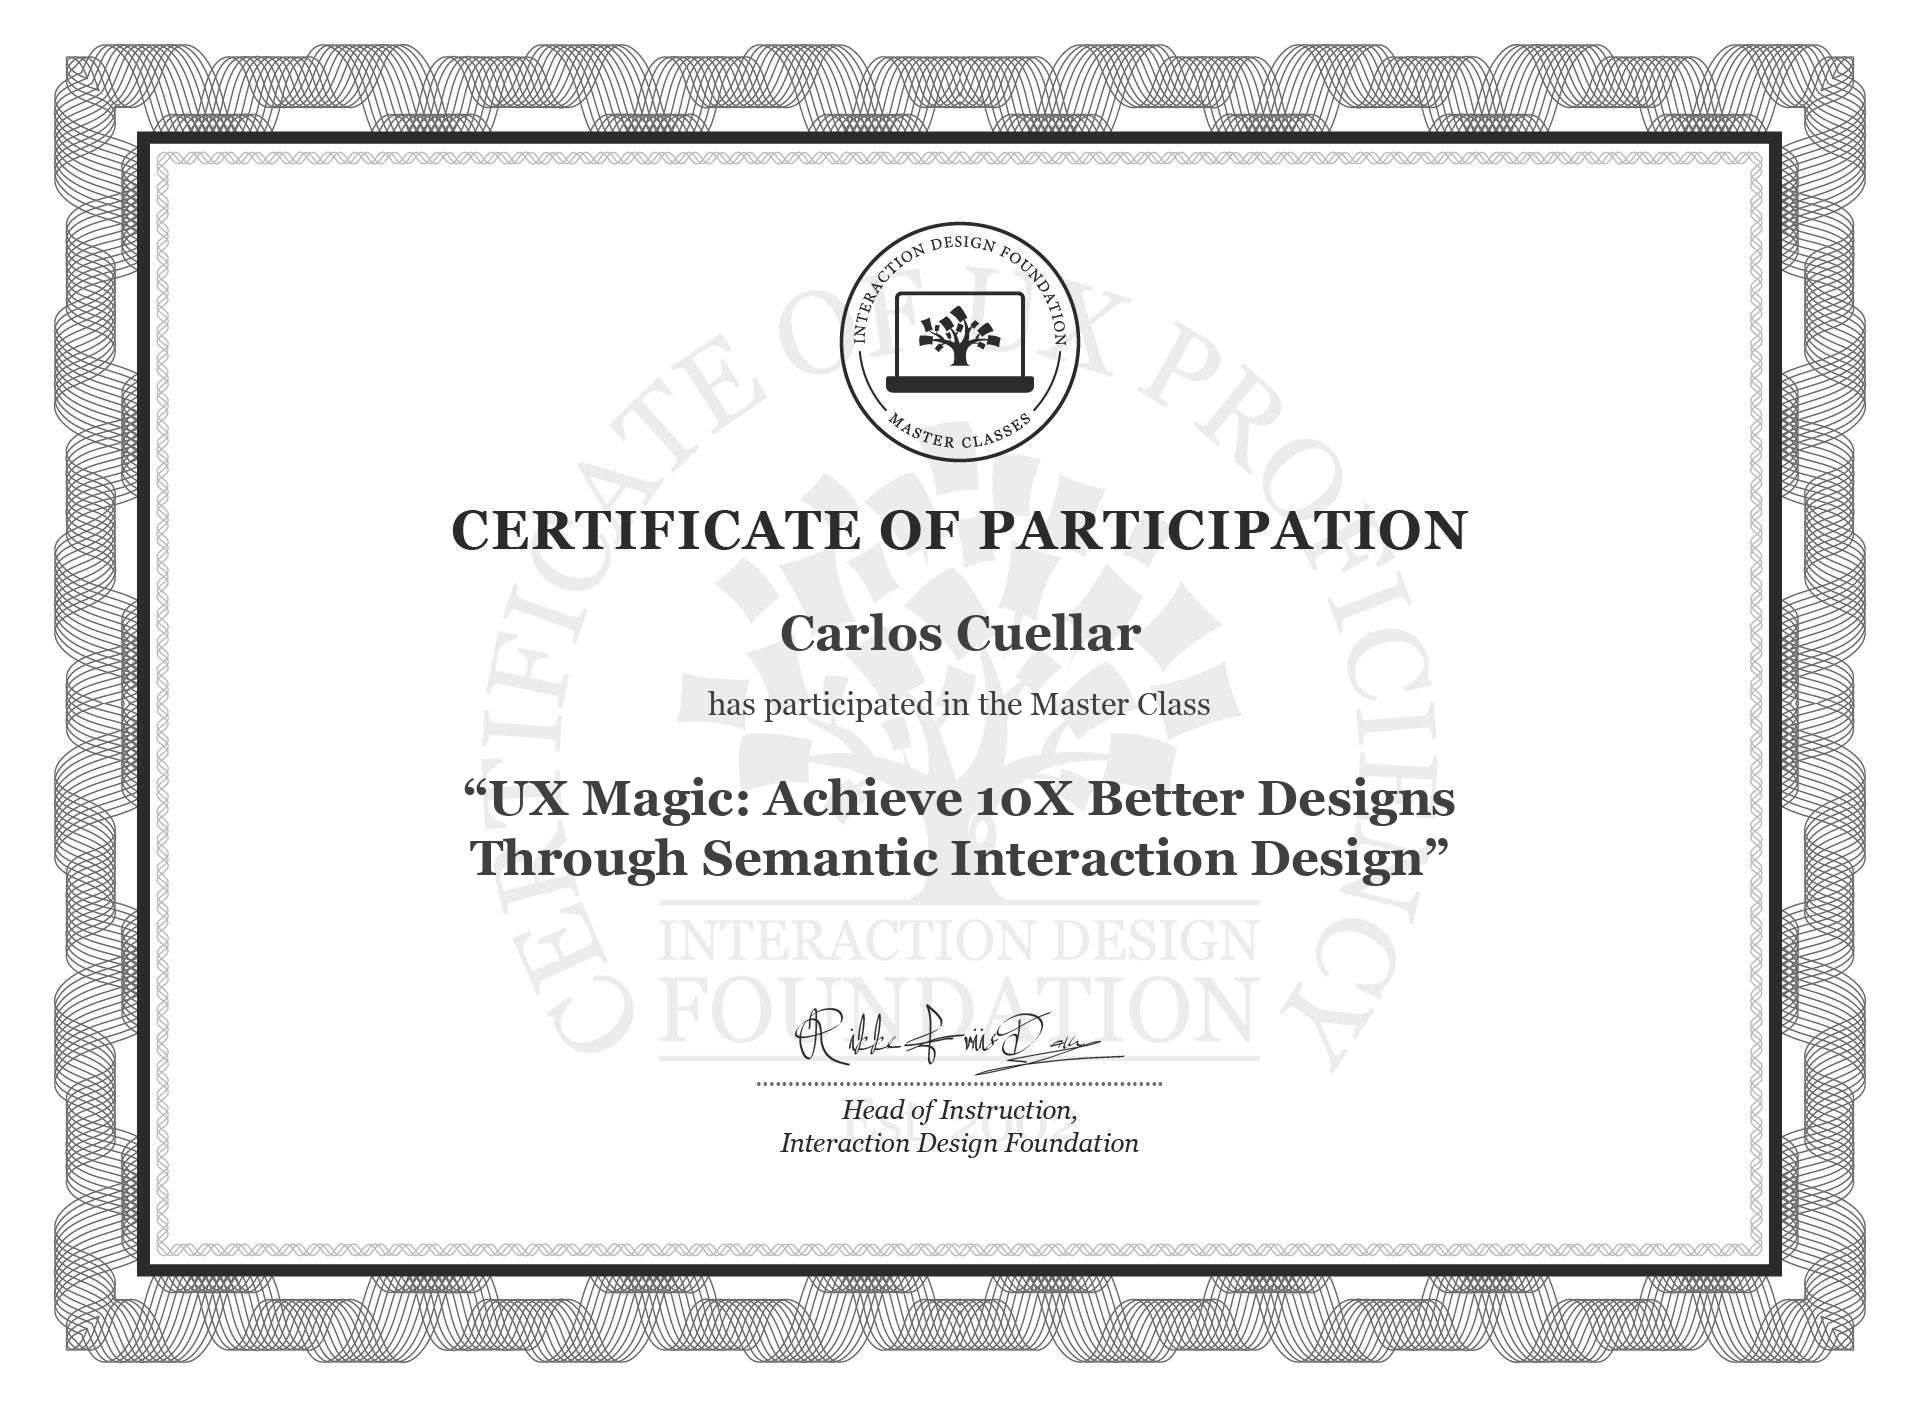 INTERACTION DESIGN FOUNDATION
MASTER CLASSES
CERTIFICATE OF UX PROFICIENCY
CERTIFICATE OF PARTICIPATION
Carlos Cuellar
has participated in the Master Class
“UX Magic: Achieve 10X Better Designs
Through Semantic Interaction Design”
INTERACTION DESIGN
FOUNDATION
Rikke Friis Dam
Est. 2002
Head of Instruction,
Interaction Design Foundation